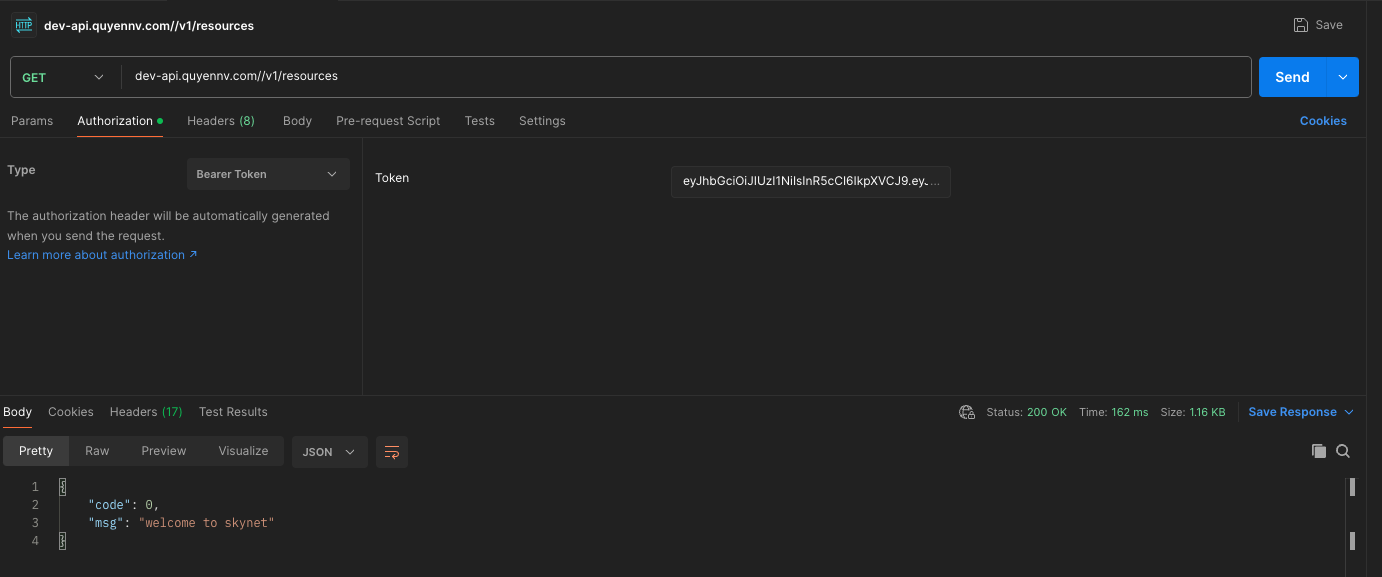 HTTP dev-api.quyennv.com//v1/resources Save
GET dev-api.quyennv.com//v1/resources Send
Params Authorization Headers (8) Body Pre-request Script Tests Settings Cookies
Type Bearer Token
Token eyJhbGciOiJIUzI1NiIsInR5cCI6IkpXVCJ9.eyJ...
The authorization header will be automatically generated
when you send the request.
Learn more about authorization ↗
Body Cookies Headers (17) Test Results Status: 200 OK Time: 162 ms Size: 1.16 KB Save Response
Pretty Raw Preview Visualize JSON
1 {
2 "code": 0,
3 "msg": "welcome to skynet"
4 }